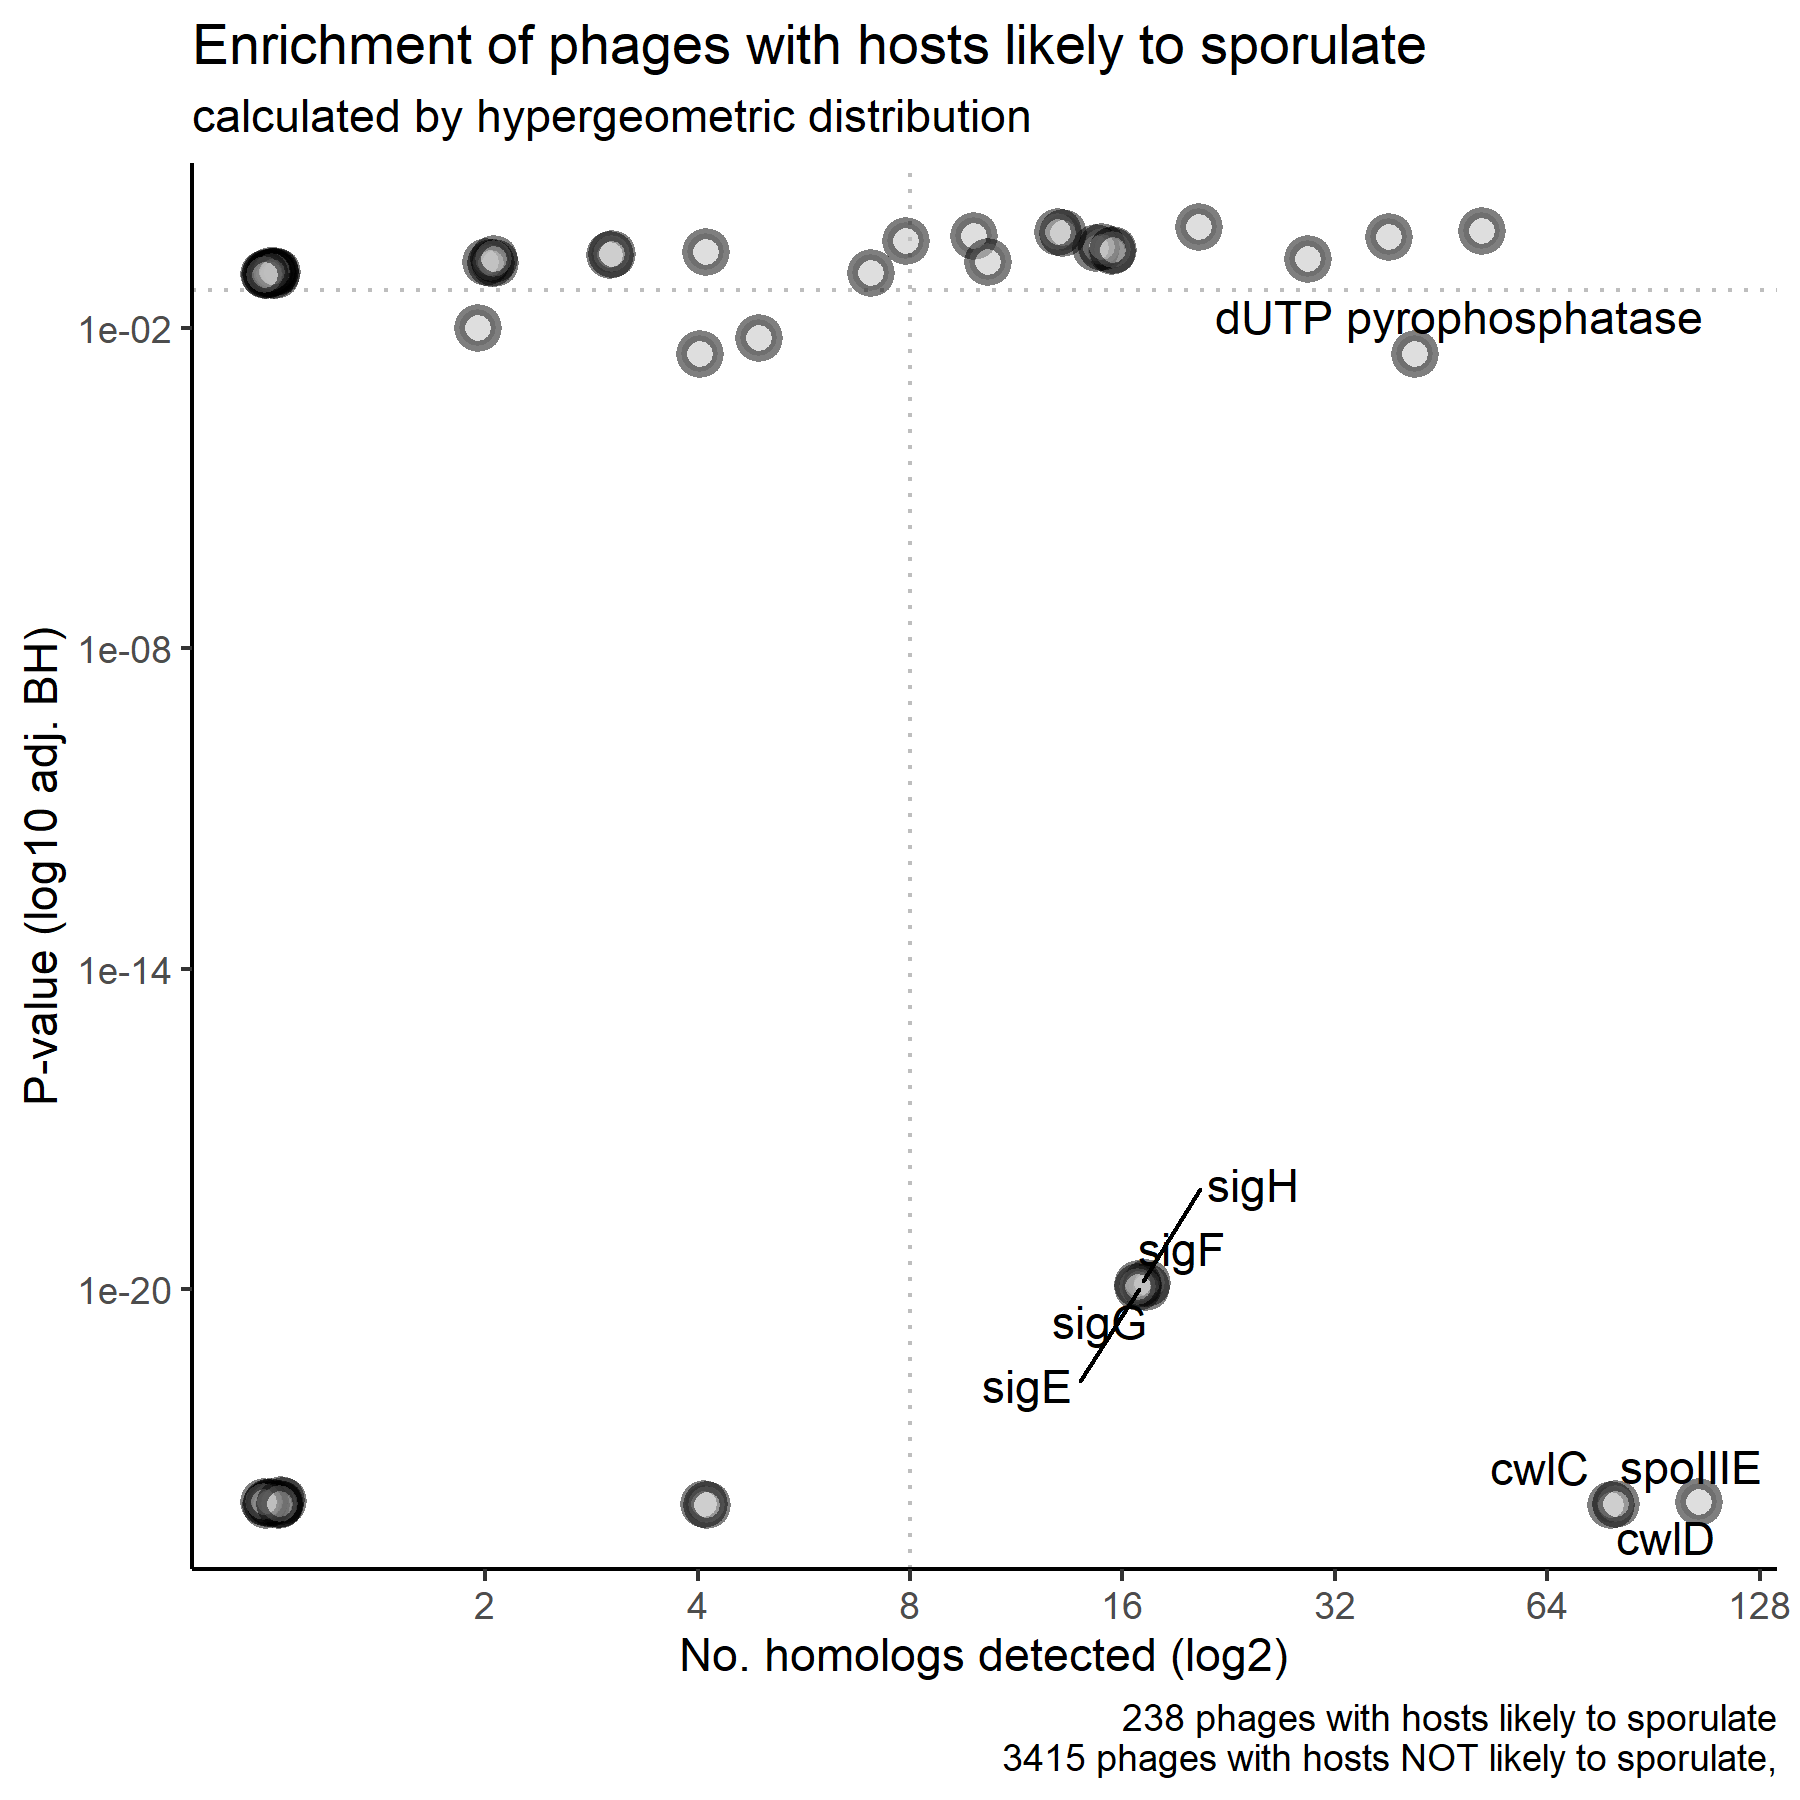 Enrichment of phages with hosts likely to sporulate
calculated by hypergeometric distribution
P-value (log10 adj. BH)
1e-02
1e-08
1e-14
1e-20
dUTP pyrophosphatase
sigH
sigF
sigG
sigE
cwlC
spoIIIE
cwlD
2
4
8
16
32
64
128
No. homologs detected (log2)
238 phages with hosts likely to sporulate
3415 phages with hosts NOT likely to sporulate,